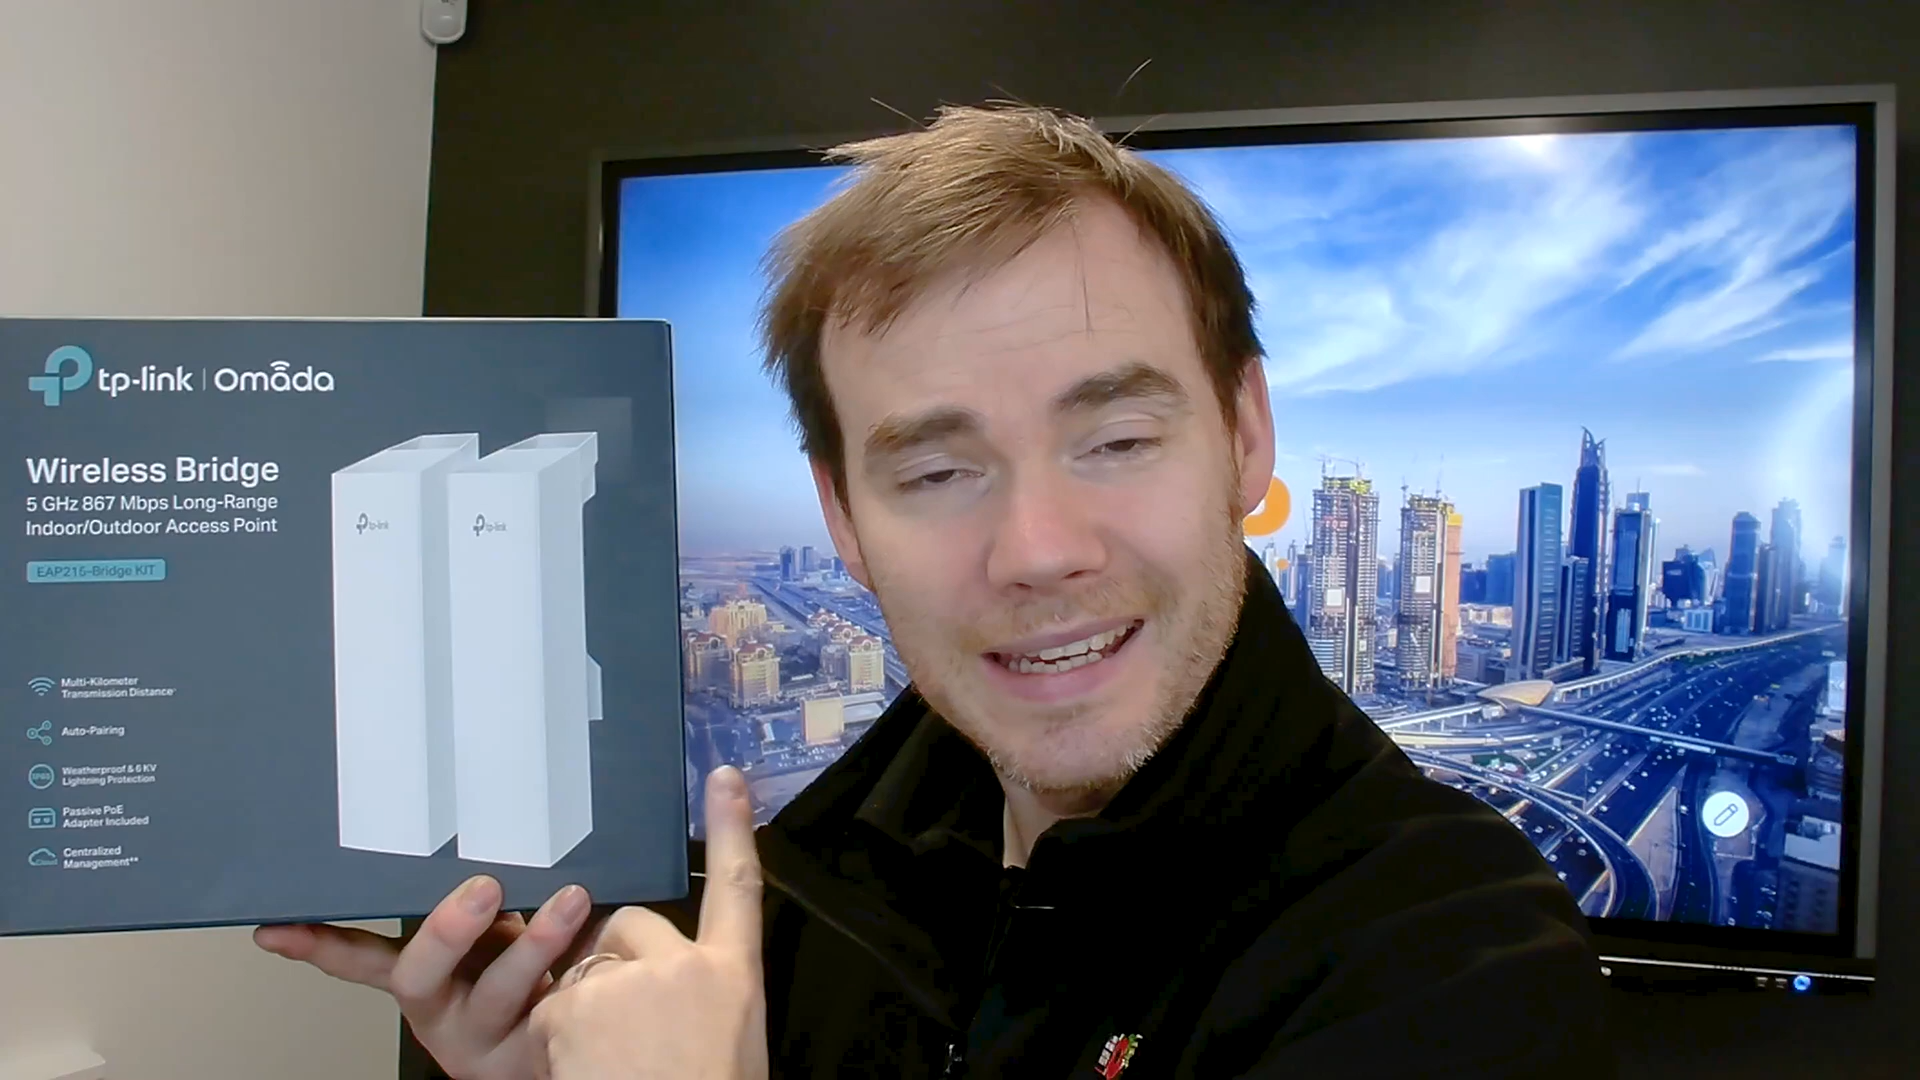 tp-link | Omada
Wireless Bridge
5 GHz 867 Mbps Long-Range
Indoor/Outdoor Access Point
EAP215-Bridge KIT
tp-link
tp-link
Multi-Kilometer
Transmission Distance*
Auto-Pairing
IP65
Weatherproof & 6 KV
Lightning Protection
Passive PoE
Adapter Included
Cloud
Centralized
Management**